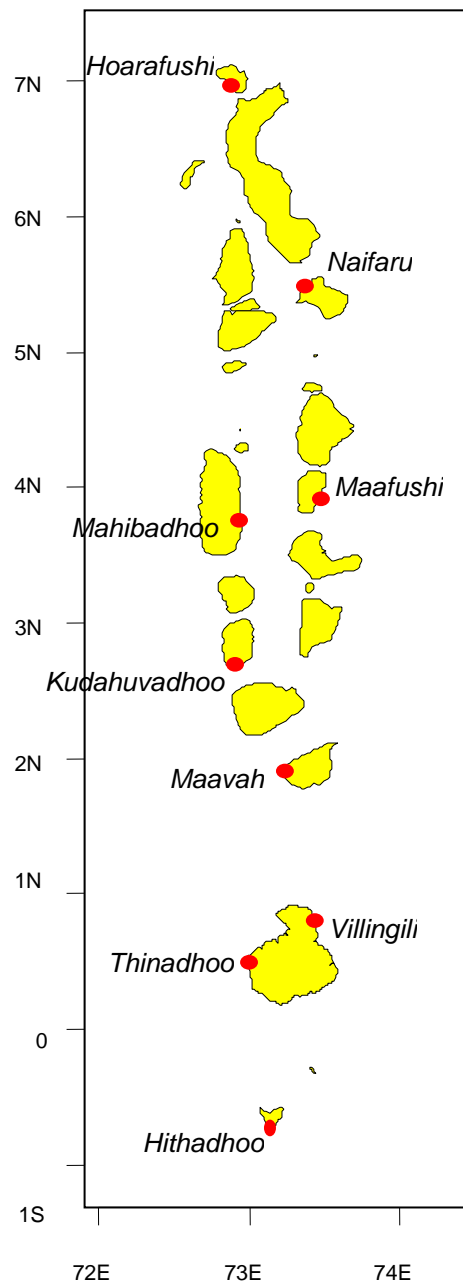 7N
Hoarafushi
6N
Naifaru
5N
4N
Maafushi
Mahibadhoo
3N
Kudahuvadhoo
2N
Maavah
1N
Villingili
Thinadhoo
0
Hithadhoo
1S
72E 73E 74E